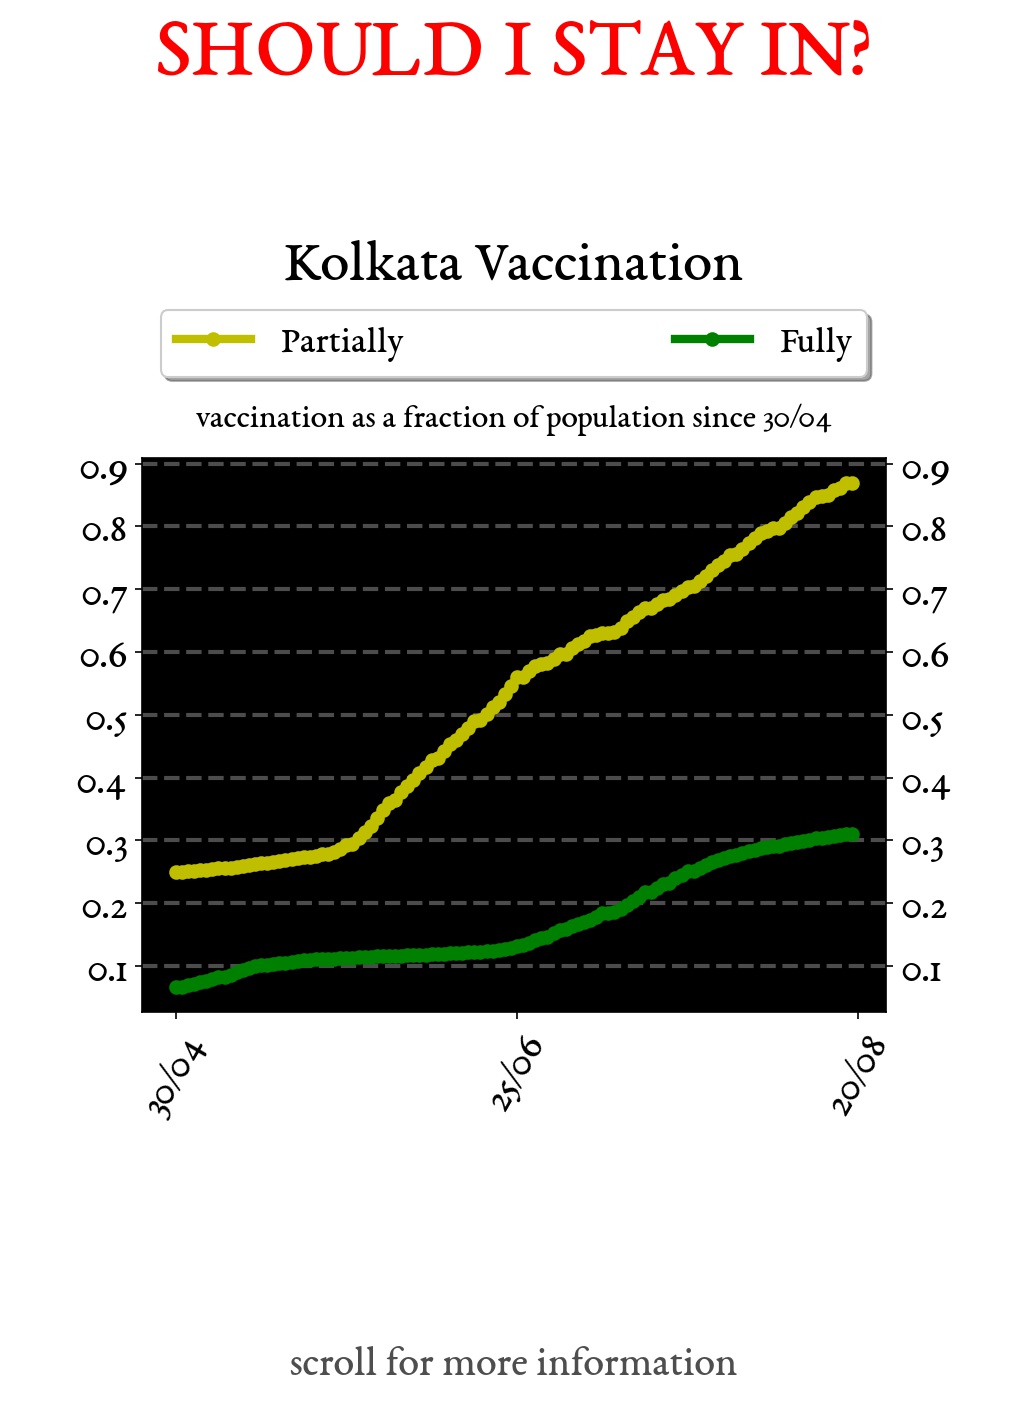 SHOULD I STAY IN?
Kolkata Vaccination
Partially Fully
vaccination as a fraction of population since 30/04
0.9 0.9
0.8 0.8
0.7 0.7
0.6 0.6
0.5 0.5
0.4 0.4
0.3 0.3
0.2 0.2
0.1 0.1
30/04 25/06 20/08
scroll for more information